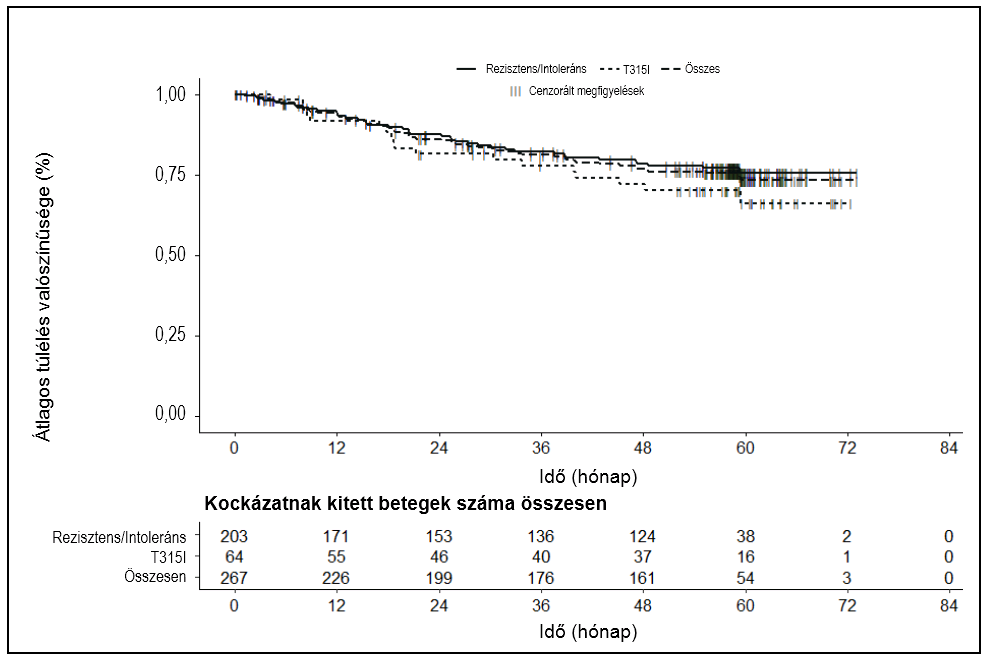 Rezisztens/Intoleráns T315I Összes
Cenzorált megfigyelések
Átlagos túlélés valószínűsége (%)
1,00
0,75
0,50
0,25
0,00
0 12 24 36 48 60 72 84
Idő (hónap)
Kockázatnak kitett betegek száma összesen
Rezisztens/Intoleráns 203 171 153 136 124 38 2 0
T315I 64 55 46 40 37 16 1 0
Összesen 267 226 199 176 161 54 3 0
0 12 24 36 48 60 72 84
Idő (hónap)